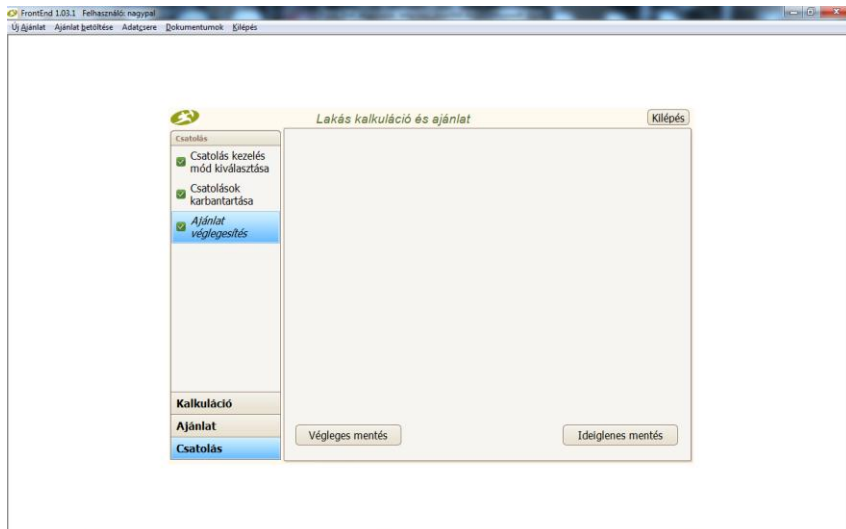 FrontEnd 1.03.1 Felhasználó: nagypal
Új Ajánlat Ajánlat betöltése Adatcsere Dokumentumok Kilépés
Lakás kalkuláció és ajánlat
Kilépés
Csatolás
Csatolás kezelés
mód kiválasztása
Csatolások
karbantartása
Ajánlat
véglegesítés
Kalkuláció
Ajánlat
Csatolás
Végleges mentés
Ideiglenes mentés